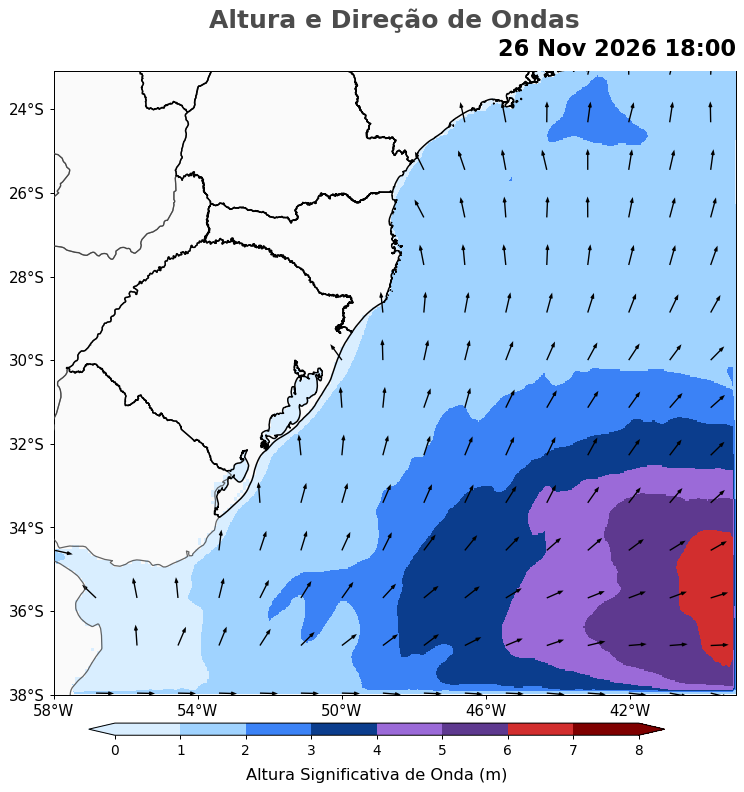 Altura e Direção de Ondas
26 Nov 2026 18:00
24°S
26°S
28°S
30°S
32°S
34°S
36°S
38°S
58°W 54°W 50°W 46°W 42°W
0 1 2 3 4 5 6 7 8
Altura Significativa de Onda (m)